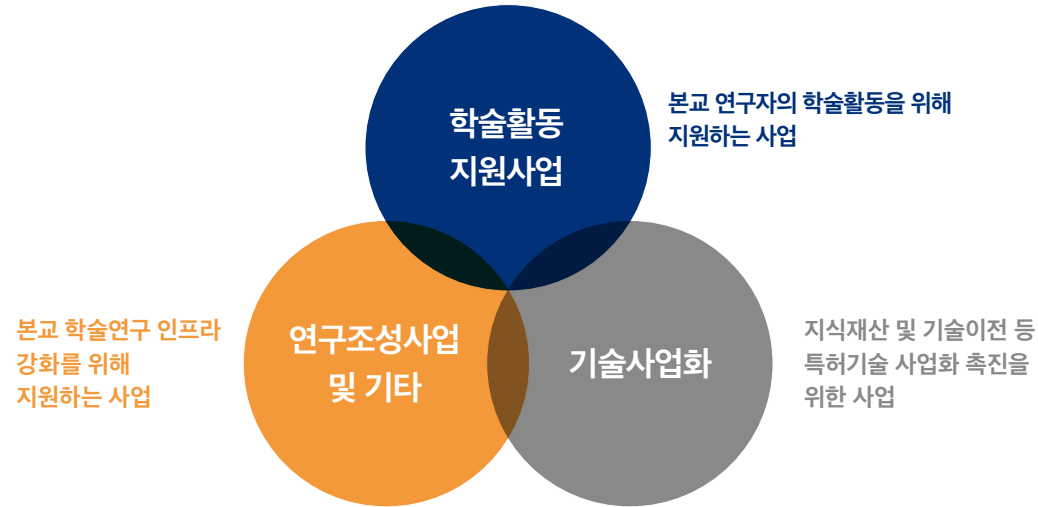 학술활동
지원사업
본교 연구자의 학술활동을 위해
지원하는 사업
본교 학술연구 인프라
강화를 위해
지원하는 사업
연구조성사업
및 기타
기술사업화
지식재산 및 기술이전 등
특허기술 사업화 촉진을
위한 사업